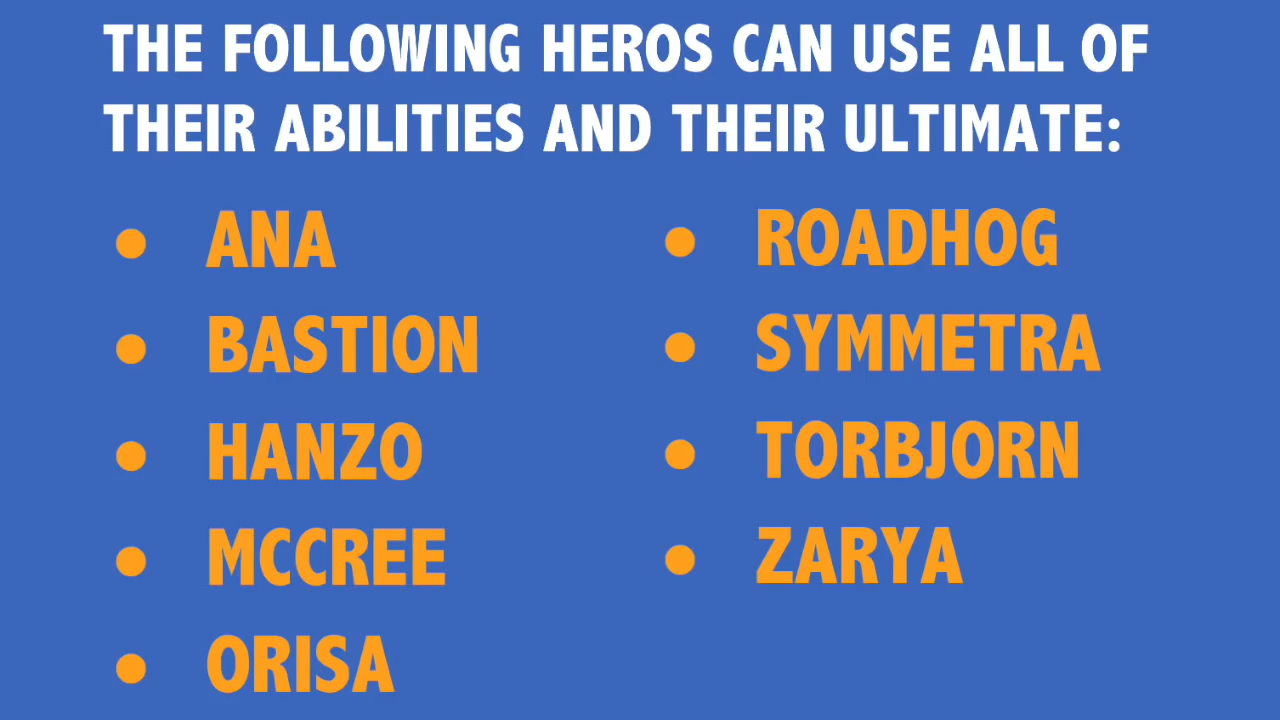 THE FOLLOWING HEROS CAN USE ALL OF
THEIR ABILITIES AND THEIR ULTIMATE:
• ANA
• BASTION
• HANZO
• MCCREE
• ORISA
• ROADHOG
• SYMMETRA
• TORBJORN
• ZARYA